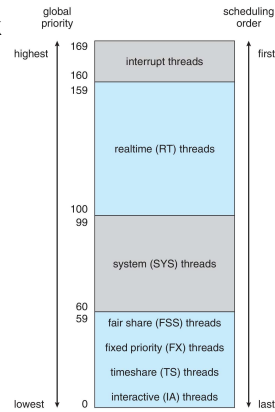 global
priority
scheduling
order
169
highest
interrupt threads
first
160
159
realtime (RT) threads
100
99
system (SYS) threads
60
59
fair share (FSS) threads
fixed priority (FX) threads
timeshare (TS) threads
interactive (IA) threads
lowest
0
last